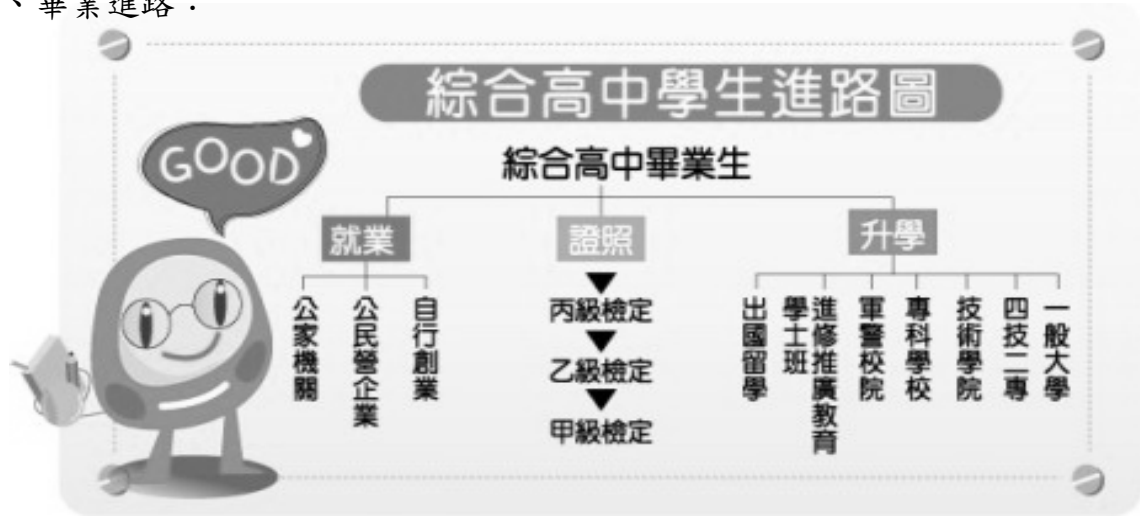 、畢業進路：
綜合高中學生進路圖
GOOD
綜合高中畢業生
就業
證照
升學
公家機關
公民營企業
自行創業
丙級檢定
乙級檢定
甲級檢定
出國留學
進修推廣教育
學士班
軍警校院
專科學校
技術學院
四技二專
一般大學